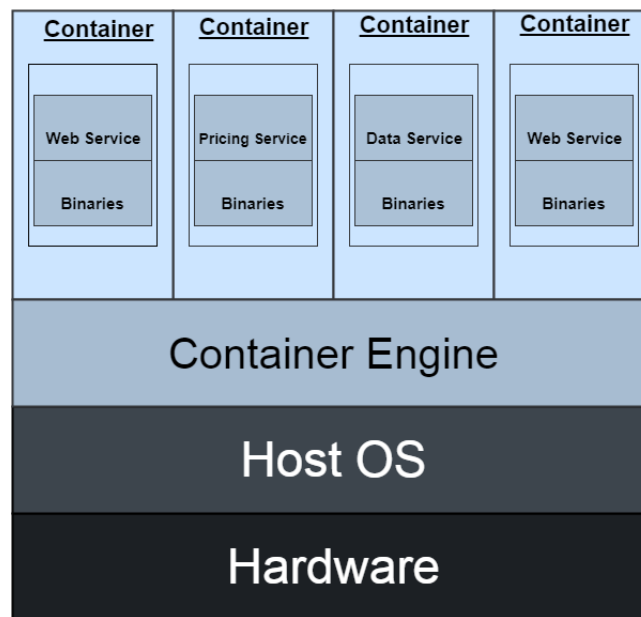 Container Container Container Container
Web Service Pricing Service Data Service Web Service
Binaries Binaries Binaries Binaries
Container Engine
Host OS
Hardware